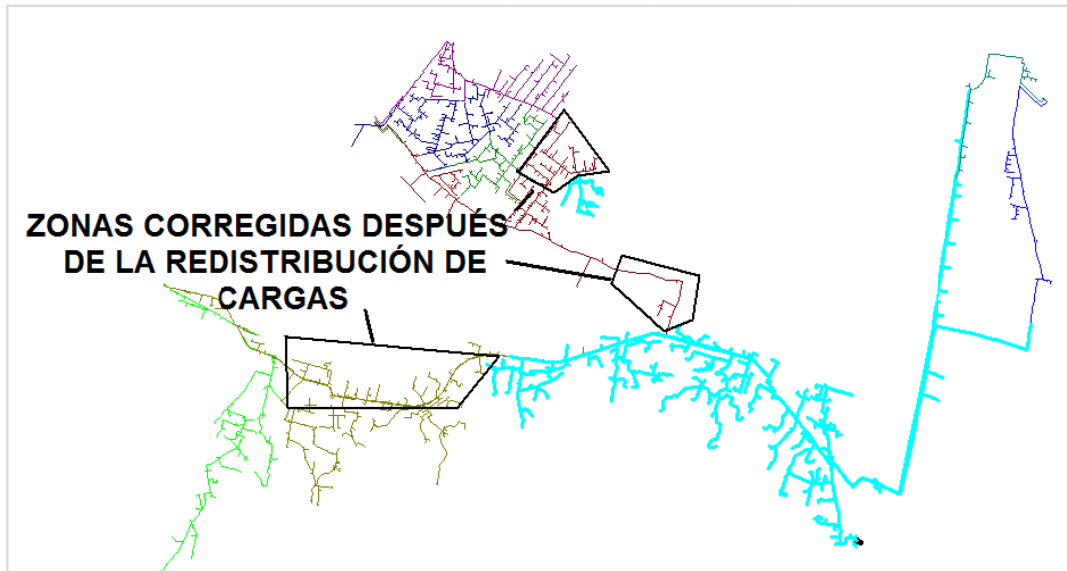 ZONAS CORREGIDAS DESPUÉS
DE LA REDISTRIBUCIÓN DE
CARGAS